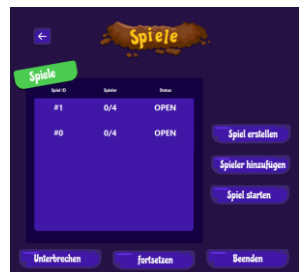 Spiele
Spiele
Spiel ID Spieler Status
#1 0/4 OPEN
#0 0/4 OPEN
Spiel erstellen
Spieler hinzufügen
Spiel starten
Unterbrechen Fortsetzen Beenden